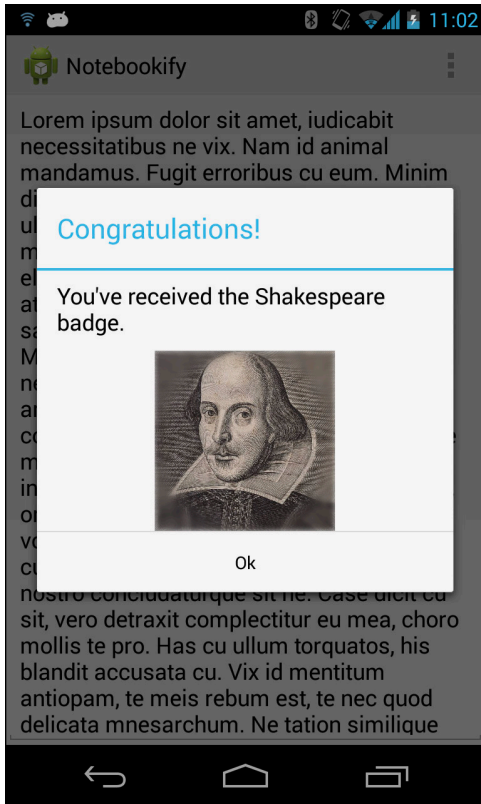 11:02
Notebookify
Lorem ipsum dolor sit amet, iudicabit
necessitatibus ne vix. Nam id animal
mandamus. Fugit erroribus cu eum. Minim
Congratulations!
You've received the Shakespeare
badge.
Ok
nostro concludaturque sit ne. Case dicit cu
sit, vero detraxit complectitur eu mea, choro
mollis te pro. Has cu ullum torquatos, his
blandit accusata cu. Vix id mentitum
antiopam, te meis rebum est, te nec quod
delicata mnesarchum. Ne tation similique